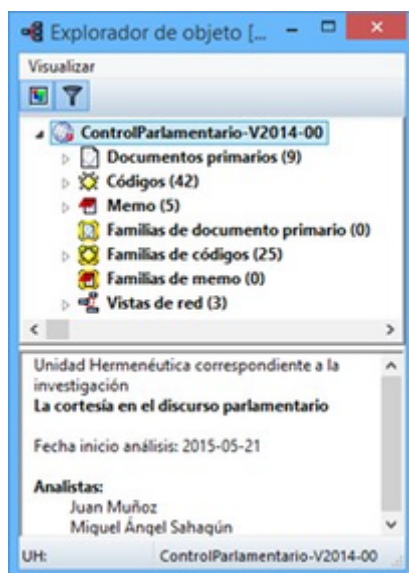 Explorador de objeto [...
Visualizar
ControlParlamentario-V2014-00
Documentos primarios (9)
Códigos (42)
Memo (5)
Familias de documento primario (0)
Familias de códigos (25)
Familias de memo (0)
Vistas de red (3)
Unidad Hermenéutica correspondiente a la
investigación
La cortesía en el discurso parlamentario
Fecha inicio análisis: 2015-05-21
Analistas:
Juan Muñoz
Miguel Ángel Sahagún
UH: ControlParlamentario-V2014-00